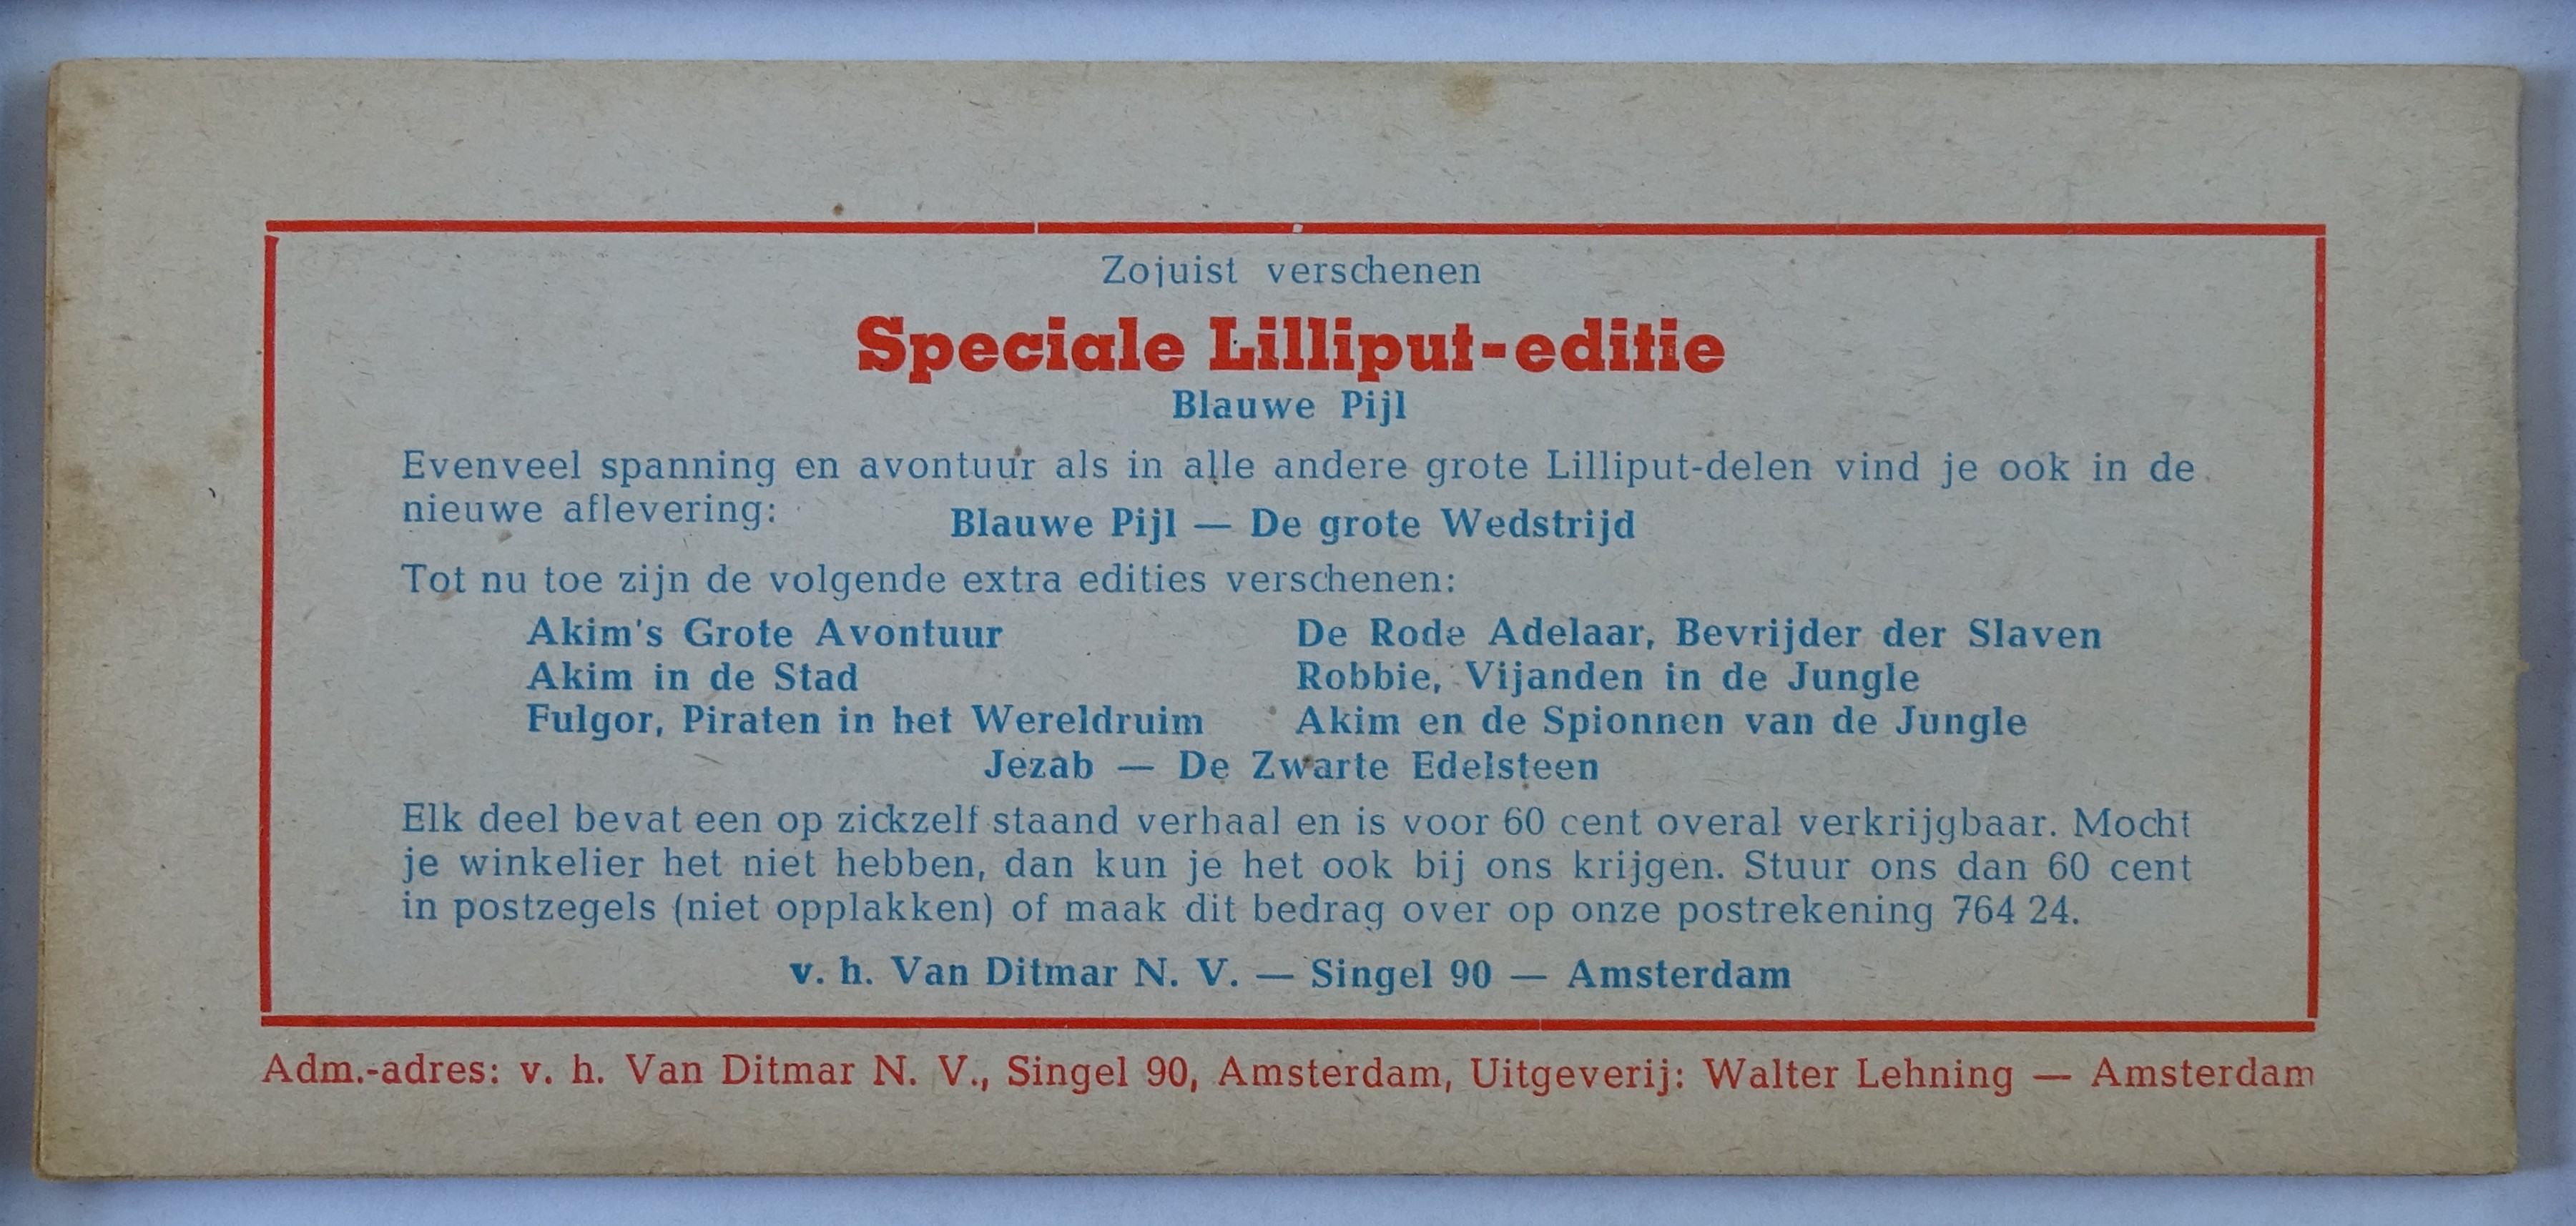 Zojuist verschenen
Speciale Lilliput-editie
Blauwe Pijl
Evenveel spanning en avontuur als in alle andere grote Lilliput-delen vind je ook in de
nieuwe aflevering:
Blauwe Pijl — De grote Wedstrijd
Tot nu toe zijn de volgende extra edities verschenen:
Akim's Grote Avontuur
Akim in de Stad
Fulgor, Piraten in het Wereldruim
De Rode Adelaar, Bevrijder der Slaven
Robbie, Vijanden in de Jungle
Akim en de Spionnen van de Jungle
Jezab — De Zwarte Edelsteen
Elk deel bevat een op zickzelf staand verhaal en is voor 60 cent overal verkrijgbaar. Mocht
je winkelier het niet hebben, dan kun je het ook bij ons krijgen. Stuur ons dan 60 cent
in postzegels (niet opplakken) of maak dit bedrag over op onze postrekening 764 24.
v. h. Van Ditmar N. V. — Singel 90 — Amsterdam
Adm.-adres: v. h. Van Ditmar N. V., Singel 90, Amsterdam, Uitgeverij: Walter Lehning — Amsterdam